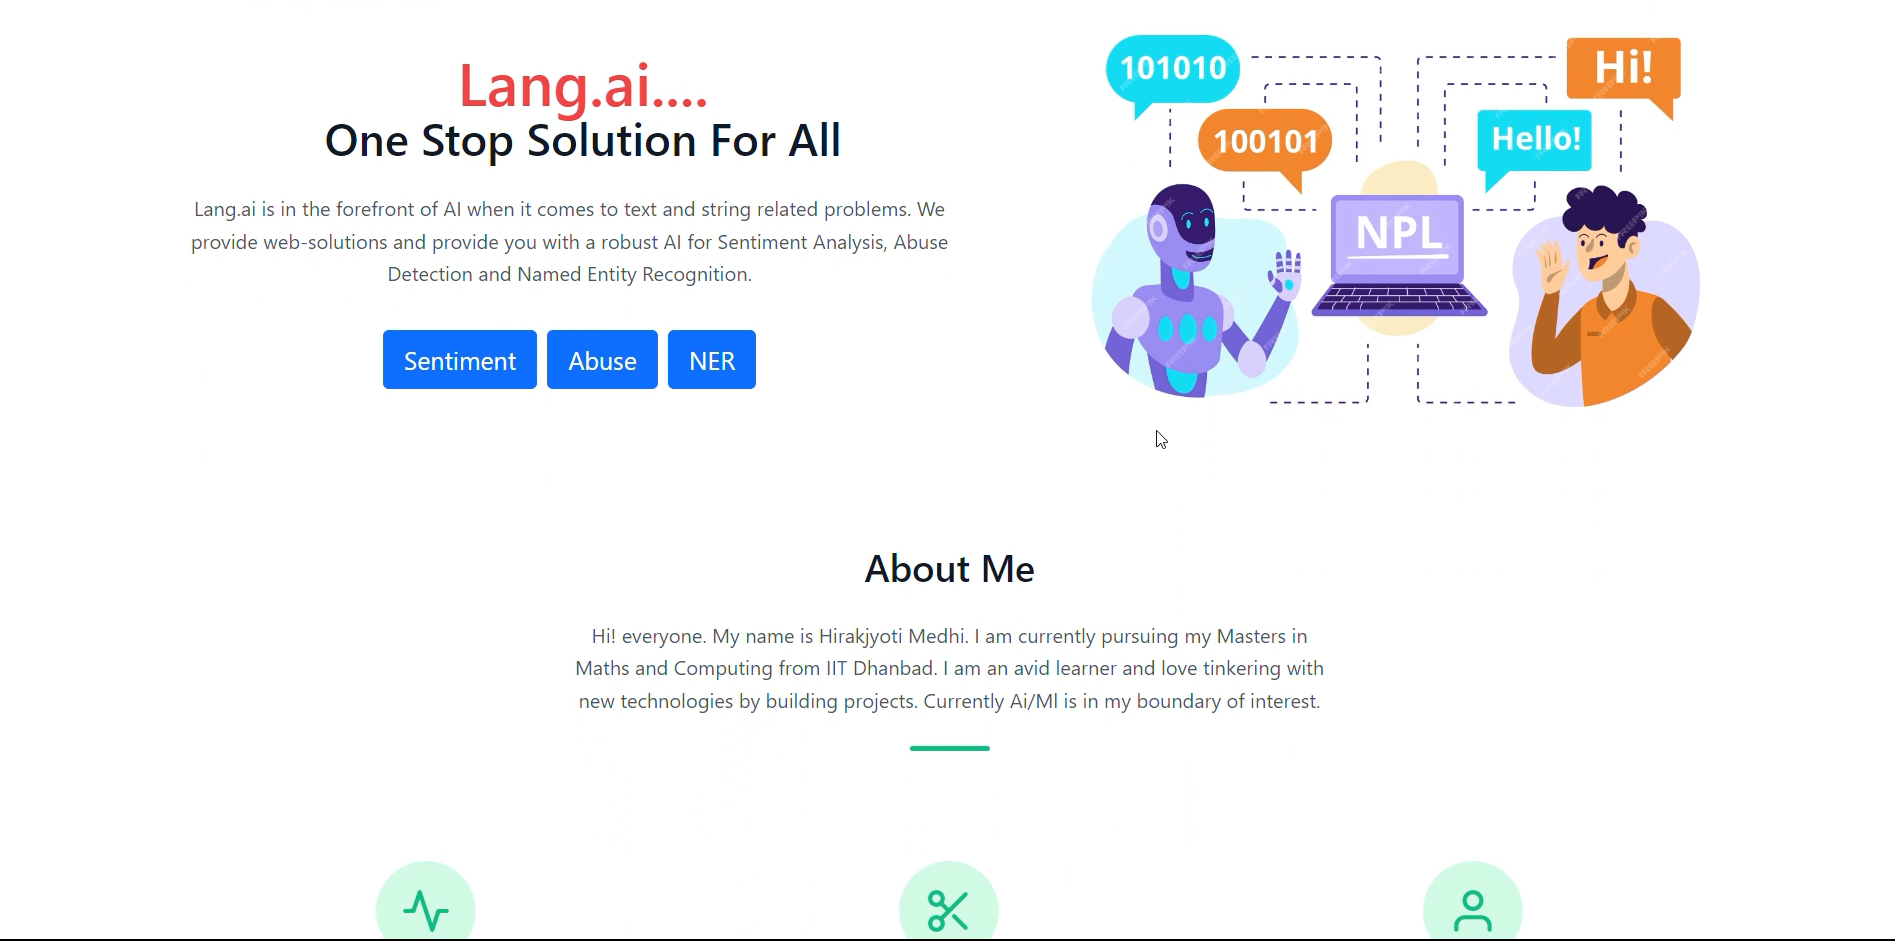 Lang.ai....
One Stop Solution For All
Lang.ai is in the forefront of AI when it comes to text and string related problems. We
provide web-solutions and provide you with a robust AI for Sentiment Analysis, Abuse
Detection and Named Entity Recognition.
Sentiment Abuse NER
101010
100101
NPL
Hi!
Hello!
About Me
Hi! everyone. My name is Hirakjyoti Medhi. I am currently pursuing my Masters in
Maths and Computing from IIT Dhanbad. I am an avid learner and love tinkering with
new technologies by building projects. Currently Ai/Ml is in my boundary of interest.